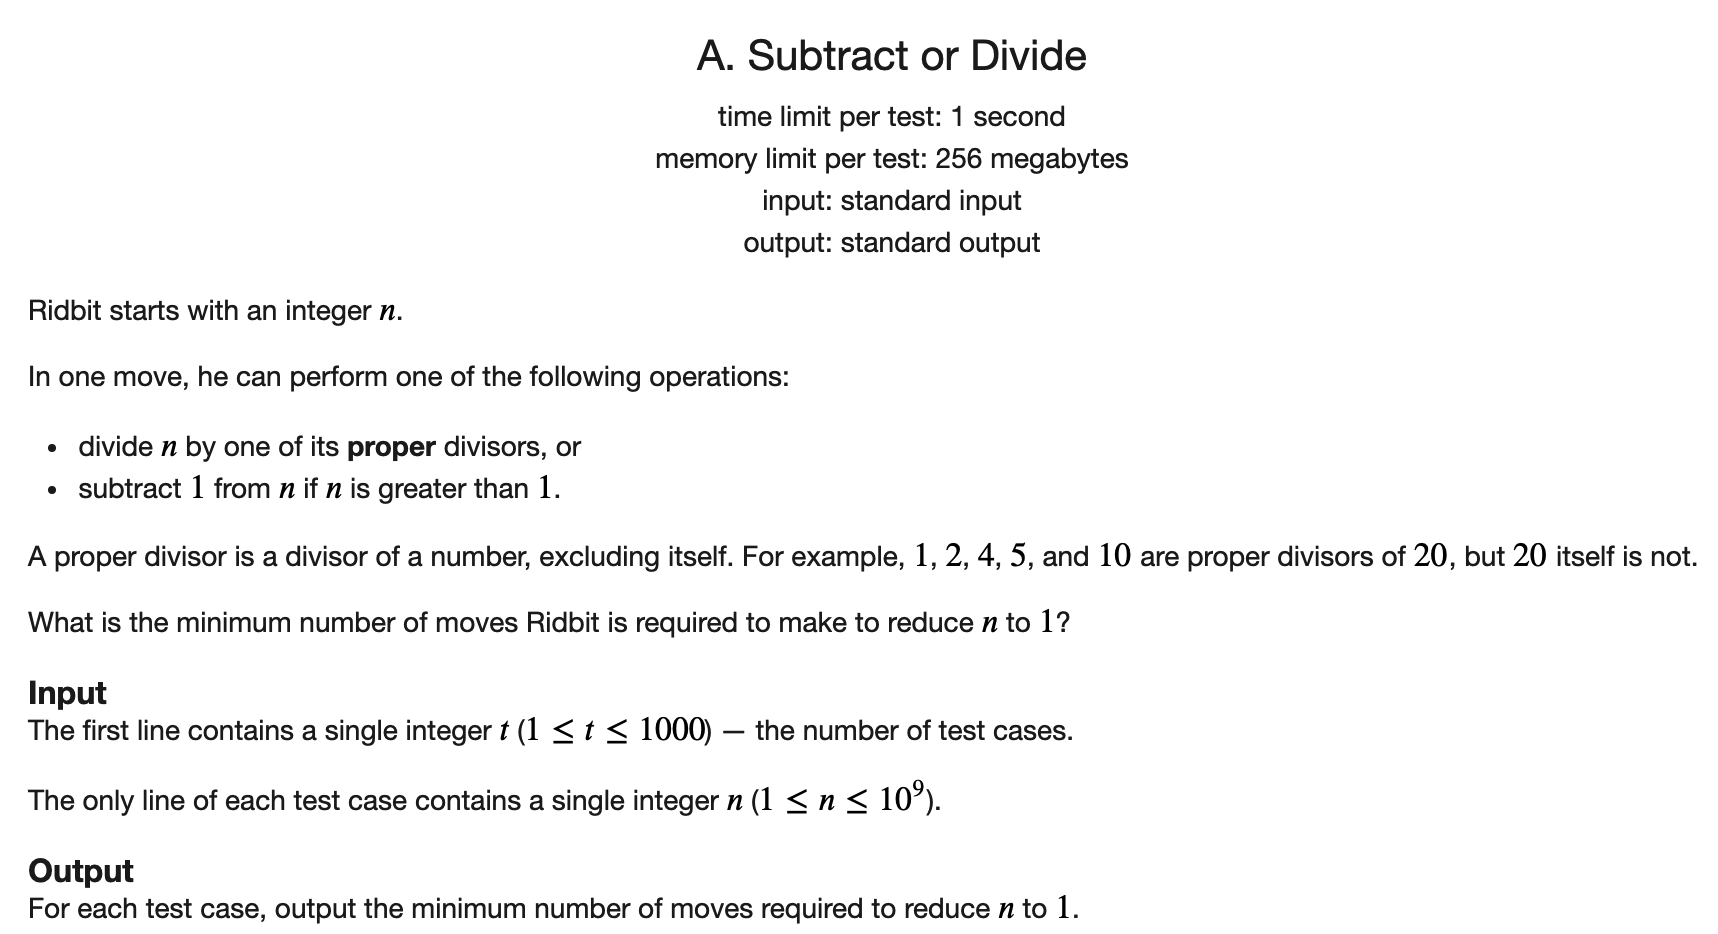 A. Subtract or Divide
time limit per test: 1 second
memory limit per test: 256 megabytes
input: standard input
output: standard output
Ridbit starts with an integer n.
In one move, he can perform one of the following operations:
• divide n by one of its proper divisors, or
• subtract 1 from n if n is greater than 1.
A proper divisor is a divisor of a number, excluding itself. For example, 1, 2, 4, 5, and 10 are proper divisors of 20, but 20 itself is not.
What is the minimum number of moves Ridbit is required to make to reduce n to 1?
Input
The first line contains a single integer t (1 ≤ t ≤ 1000) — the number of test cases.
The only line of each test case contains a single integer n (1 ≤ n ≤ 10⁹).
Output
For each test case, output the minimum number of moves required to reduce n to 1.